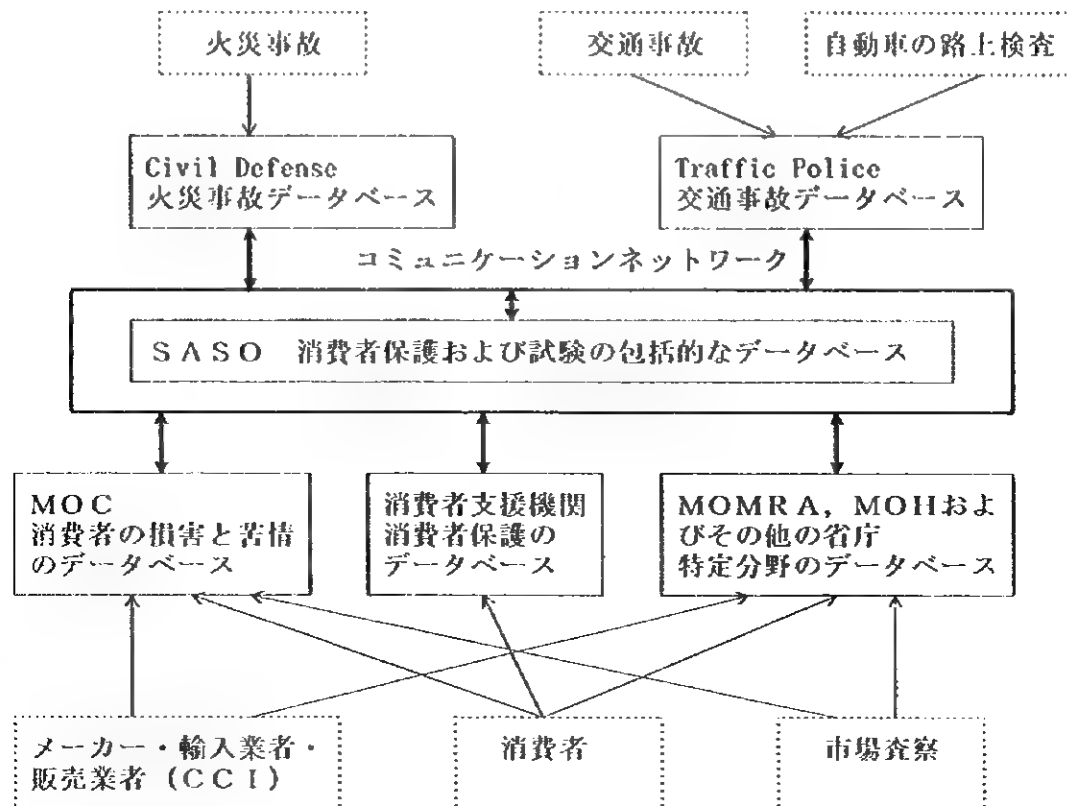 火災事故
交通事故
自動車の路上検査
Civil Defense
火災事故データベース
Traffic Police
交通事故データベース
コミュニケーションネットワーク
SASO 消費者保護および試験の包括的なデータベース
MOC
消費者の損害と苦情
のデータベース
消費者支援機関
消費者保護の
データベース
MOMRA, MOHおよ
びその他の省庁
特定分野のデータベース
メーカー・輸入業者・
販売業者 (CCI)
消費者
市場査察